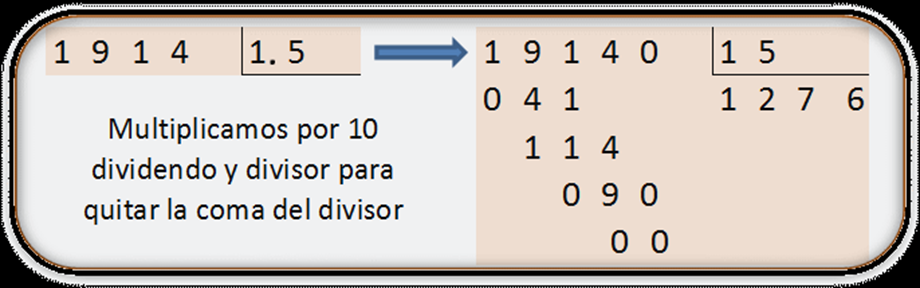 1 9 1 4 1. 5
1 9 1 4 0 1 5
0 4 1 1 2 7 6
1 1 4
0 9 0
0 0
Multiplicamos por 10
dividendo y divisor para
quitar la coma del divisor